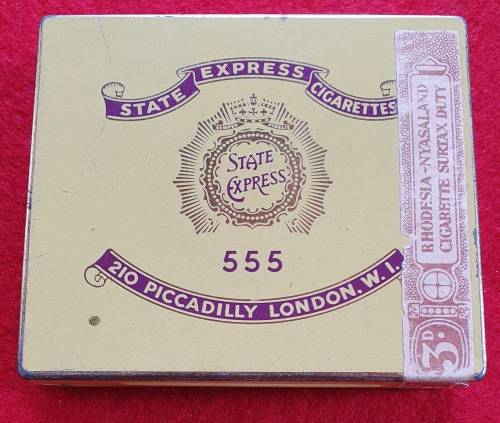 STATE EXPRESS CIGARETTES
STATE
EXPRESS
555
210 PICCADILLY LONDON. W. I.
RHODESIA-NYASALAND
CIGARETTE SURTAX DUTY
3D